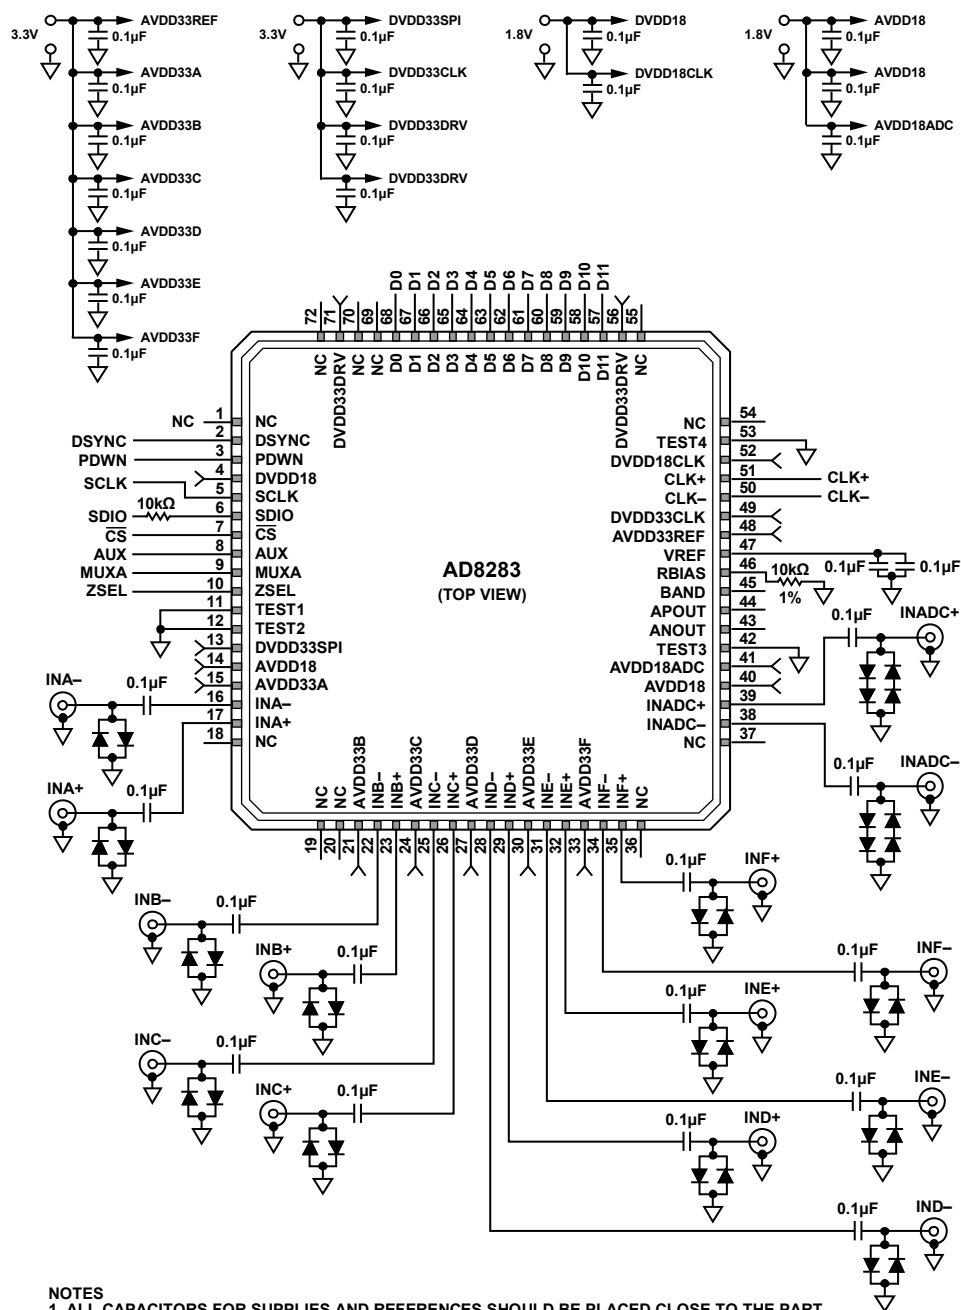 3.3V
AVDD33REF
0.1µF
AVDD33A
0.1µF
AVDD33B
0.1µF
AVDD33C
0.1µF
AVDD33D
0.1µF
AVDD33E
0.1µF
AVDD33F
0.1µF
3.3V
DVDD33SPI
0.1µF
DVDD33CLK
0.1µF
DVDD33DRV
0.1µF
DVDD33DRV
0.1µF
1.8V
DVDD18
0.1µF
DVDD18CLK
0.1µF
1.8V
AVDD18
0.1µF
AVDD18
0.1µF
AVDD18ADC
0.1µF
D0 D1 D2 D3 D4 D5 D6 D7 D8 D9 D10 D11
72 71 70 69 68 67 66 65 64 63 62 61 60 59 58 57 56 55
NC DVDD33DRV NC NC D0 D1 D2 D3 D4 D5 D6 D7 D8 D9 D10 D11 DVDD33DRV NC
NC 1 NC
DSYNC 2 DSYNC
PDWN 3 PDWN
4 DVDD18
SCLK 5 SCLK
SDIO 10kΩ 6 SDIO
CS 7 CS
AUX 8 AUX
MUXA 9 MUXA
ZSEL 10 ZSEL
11 TEST1
12 TEST2
13 DVDD33SPI
14 AVDD18
15 AVDD33A
INA– 0.1µF 16 INA–
17 INA+
18 NC
INA+ 0.1µF
AD8283
(TOP VIEW)
NC 54
TEST4 53
DVDD18CLK 52
CLK+ 51 CLK+
CLK– 50 CLK–
DVDD33CLK 49
AVDD33REF 48
VREF 47 0.1µF 0.1µF
RBIAS 46 10kΩ 1%
BAND 45
APOUT 44
ANOUT 43
TEST3 42
AVDD18ADC 41
AVDD18 40
INADC+ 39 0.1µF INADC+
INADC– 38
NC 37
0.1µF INADC–
NC NC AVDD33B INB– INB+ AVDD33C INC– INC+ AVDD33D IND– IND+ AVDD33E INE– INE+ AVDD33F INF– INF+ NC
19 20 21 22 23 24 25 26 27 28 29 30 31 32 33 34 35 36
INB– 0.1µF
INB+ 0.1µF
INC– 0.1µF
INC+ 0.1µF
0.1µF INF+
0.1µF INF–
0.1µF INE+
0.1µF INE–
0.1µF IND+
0.1µF IND–
NOTES
1. ALL CAPACITORS FOR SUPPLIES AND REFERENCES SHOULD BE PLACED CLOSE TO THE PART.